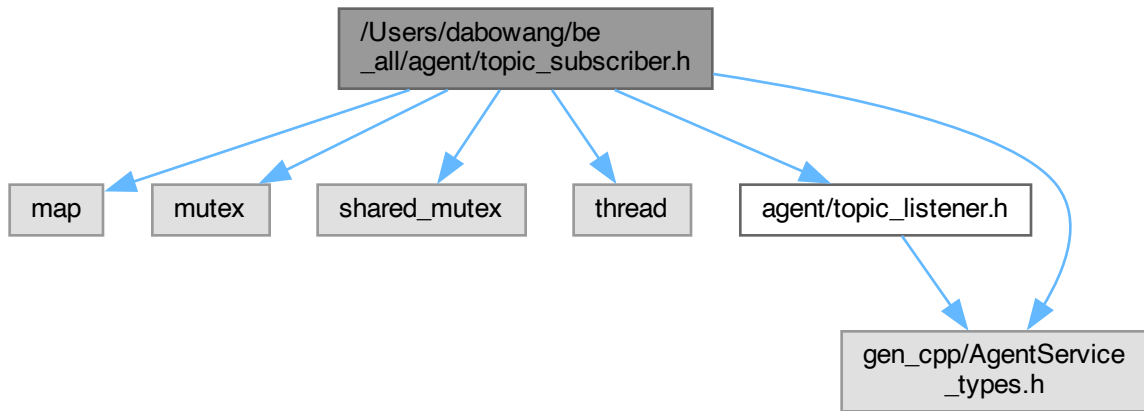 /Users/dabowang/be
_all/agent/topic_subscriber.h
map
mutex
shared_mutex
thread
agent/topic_listener.h
gen_cpp/AgentService
_types.h